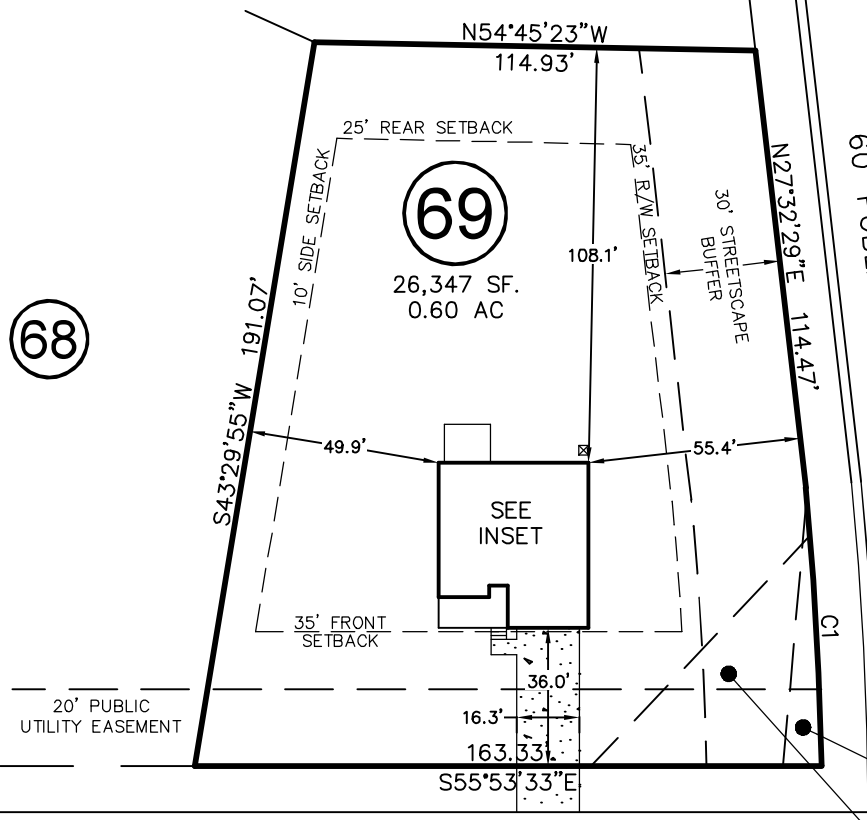 N54°45'23"W
114.93'
25' REAR SETBACK
10' SIDE SETBACK
69
26,347 SF.
0.60 AC
35' R/W SETBACK
30' STREETSCAPE
BUFFER
N27°32'29"E 114.47'
60
108.1'
68
S43°29'55"W 191.07'
49.9'
55.4'
SEE
INSET
35' FRONT
SETBACK
C1
36.0'
20' PUBLIC
UTILITY EASEMENT
16.3'
163.33'
S55°53'33"E